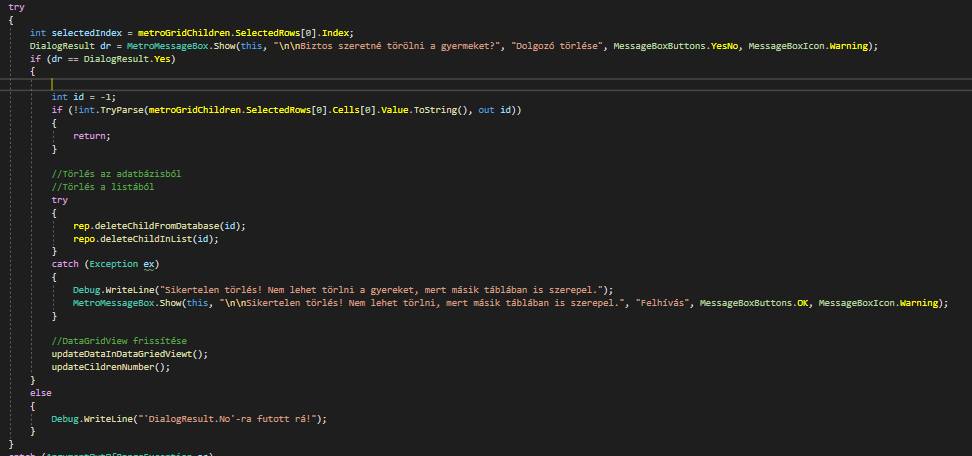 try
{
int selectedIndex = metroGridChildren.SelectedRows[0].Index;
DialogResult dr = MetroMessageBox.Show(this, "\n\nBiztos szeretné törölni a gyermeket?", "Dolgozó törlése", MessageBoxButtons.YesNo, MessageBoxIcon.Warning);
if (dr == DialogResult.Yes)
{
int id = -1;
if (!int.TryParse(metroGridChildren.SelectedRows[0].Cells[0].Value.ToString(), out id))
{
return;
}
//Törlés az adatbázisból
//Törlés a listából
try
{
rep.deleteChildFromDatabase(id);
repo.deleteChildInList(id);
}
catch (Exception ex)
{
Debug.WriteLine("Sikertelen törlés! Nem lehet törlni a gyereket, mert másik táblában is szerepel.");
MetroMessageBox.Show(this, "\n\nSikertelen törlés! Nem lehet törlni, mert másik táblában is szerepel.", "Felhívás", MessageBoxButtons.OK, MessageBoxIcon.Warning);
}
//DataGridView frissítése
updateDataInDataGriedViewt();
updateCildrenNumber();
}
else
{
Debug.WriteLine("`DialogResult.No`-ra futott rá!");
}
}